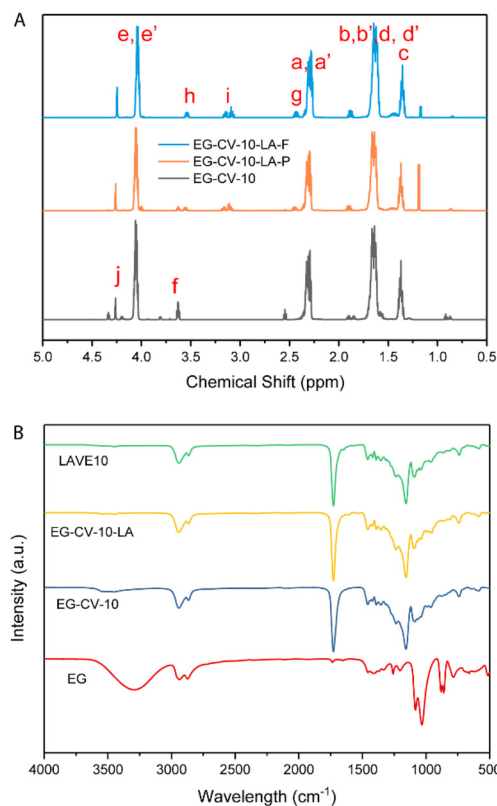 A
e, e'
b,b' d, d'
a, a'
c
h
i
g
EG-CV-10-LA-F
EG-CV-10-LA-P
EG-CV-10
j
f
5.0 4.5 4.0 3.5 3.0 2.5 2.0 1.5 1.0 0.5
Chemical Shift (ppm)
B
LAVE10
EG-CV-10-LA
EG-CV-10
EG
Intensity (a.u.)
4000 3500 3000 2500 2000 1500 1000 500
Wavelength (cm⁻¹)